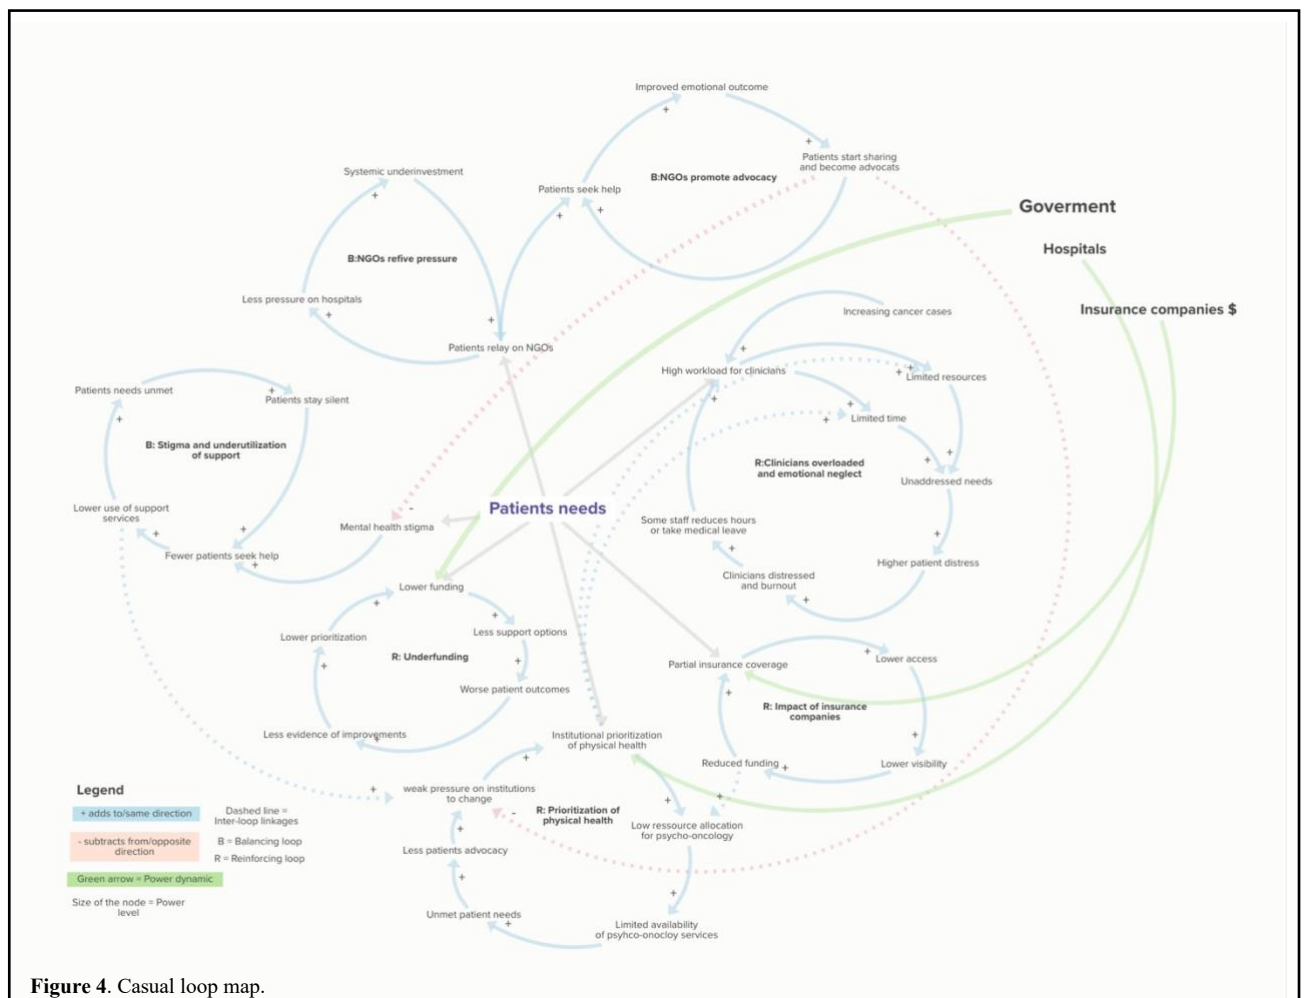 Improved emotional outcome
Patients start sharing
and become advocats
B:NGOs promote advocacy
Patients seek help
Systemic underinvestment
B:NGOs refive pressure
Less pressure on hospitals
Patients relay on NGOs
Goverment
Hospitals
Insurance companies $
Increasing cancer cases
High workload for clinicians
Limited resources
Limited time
R:Clinicians overloaded
and emotional neglect
Unaddressed needs
Some staff reduces hours
or take medical leave
Clinicians distressed
and burnout
Higher patient distress
Patients needs unmet
Patients stay silent
B: Stigma and underutilization
of support
Lower use of support
services
Fewer patients seek help
Mental health stigma
Patients needs
Lower funding
Lower prioritization
Less support options
R: Underfunding
Worse patient outcomes
Less evidence of improvements
Partial insurance coverage
Lower access
R: Impact of insurance
companies
Reduced funding
Lower visibility
Institutional prioritization
of physical health
weak pressure on institutions
to change
R: Prioritization of
physical health
Low ressource allocation
for psycho-oncology
Less patients advocacy
Unmet patient needs
Limited availability
of psyhco-onocloy services
Legend
+ adds to/same direction
Dashed line =
Inter-loop linkages
- subtracts from/opposite
direction
B = Balancing loop
R = Reinforcing loop
Green arrow = Power dynamic
Size of the node = Power
level
Figure 4. Casual loop map.